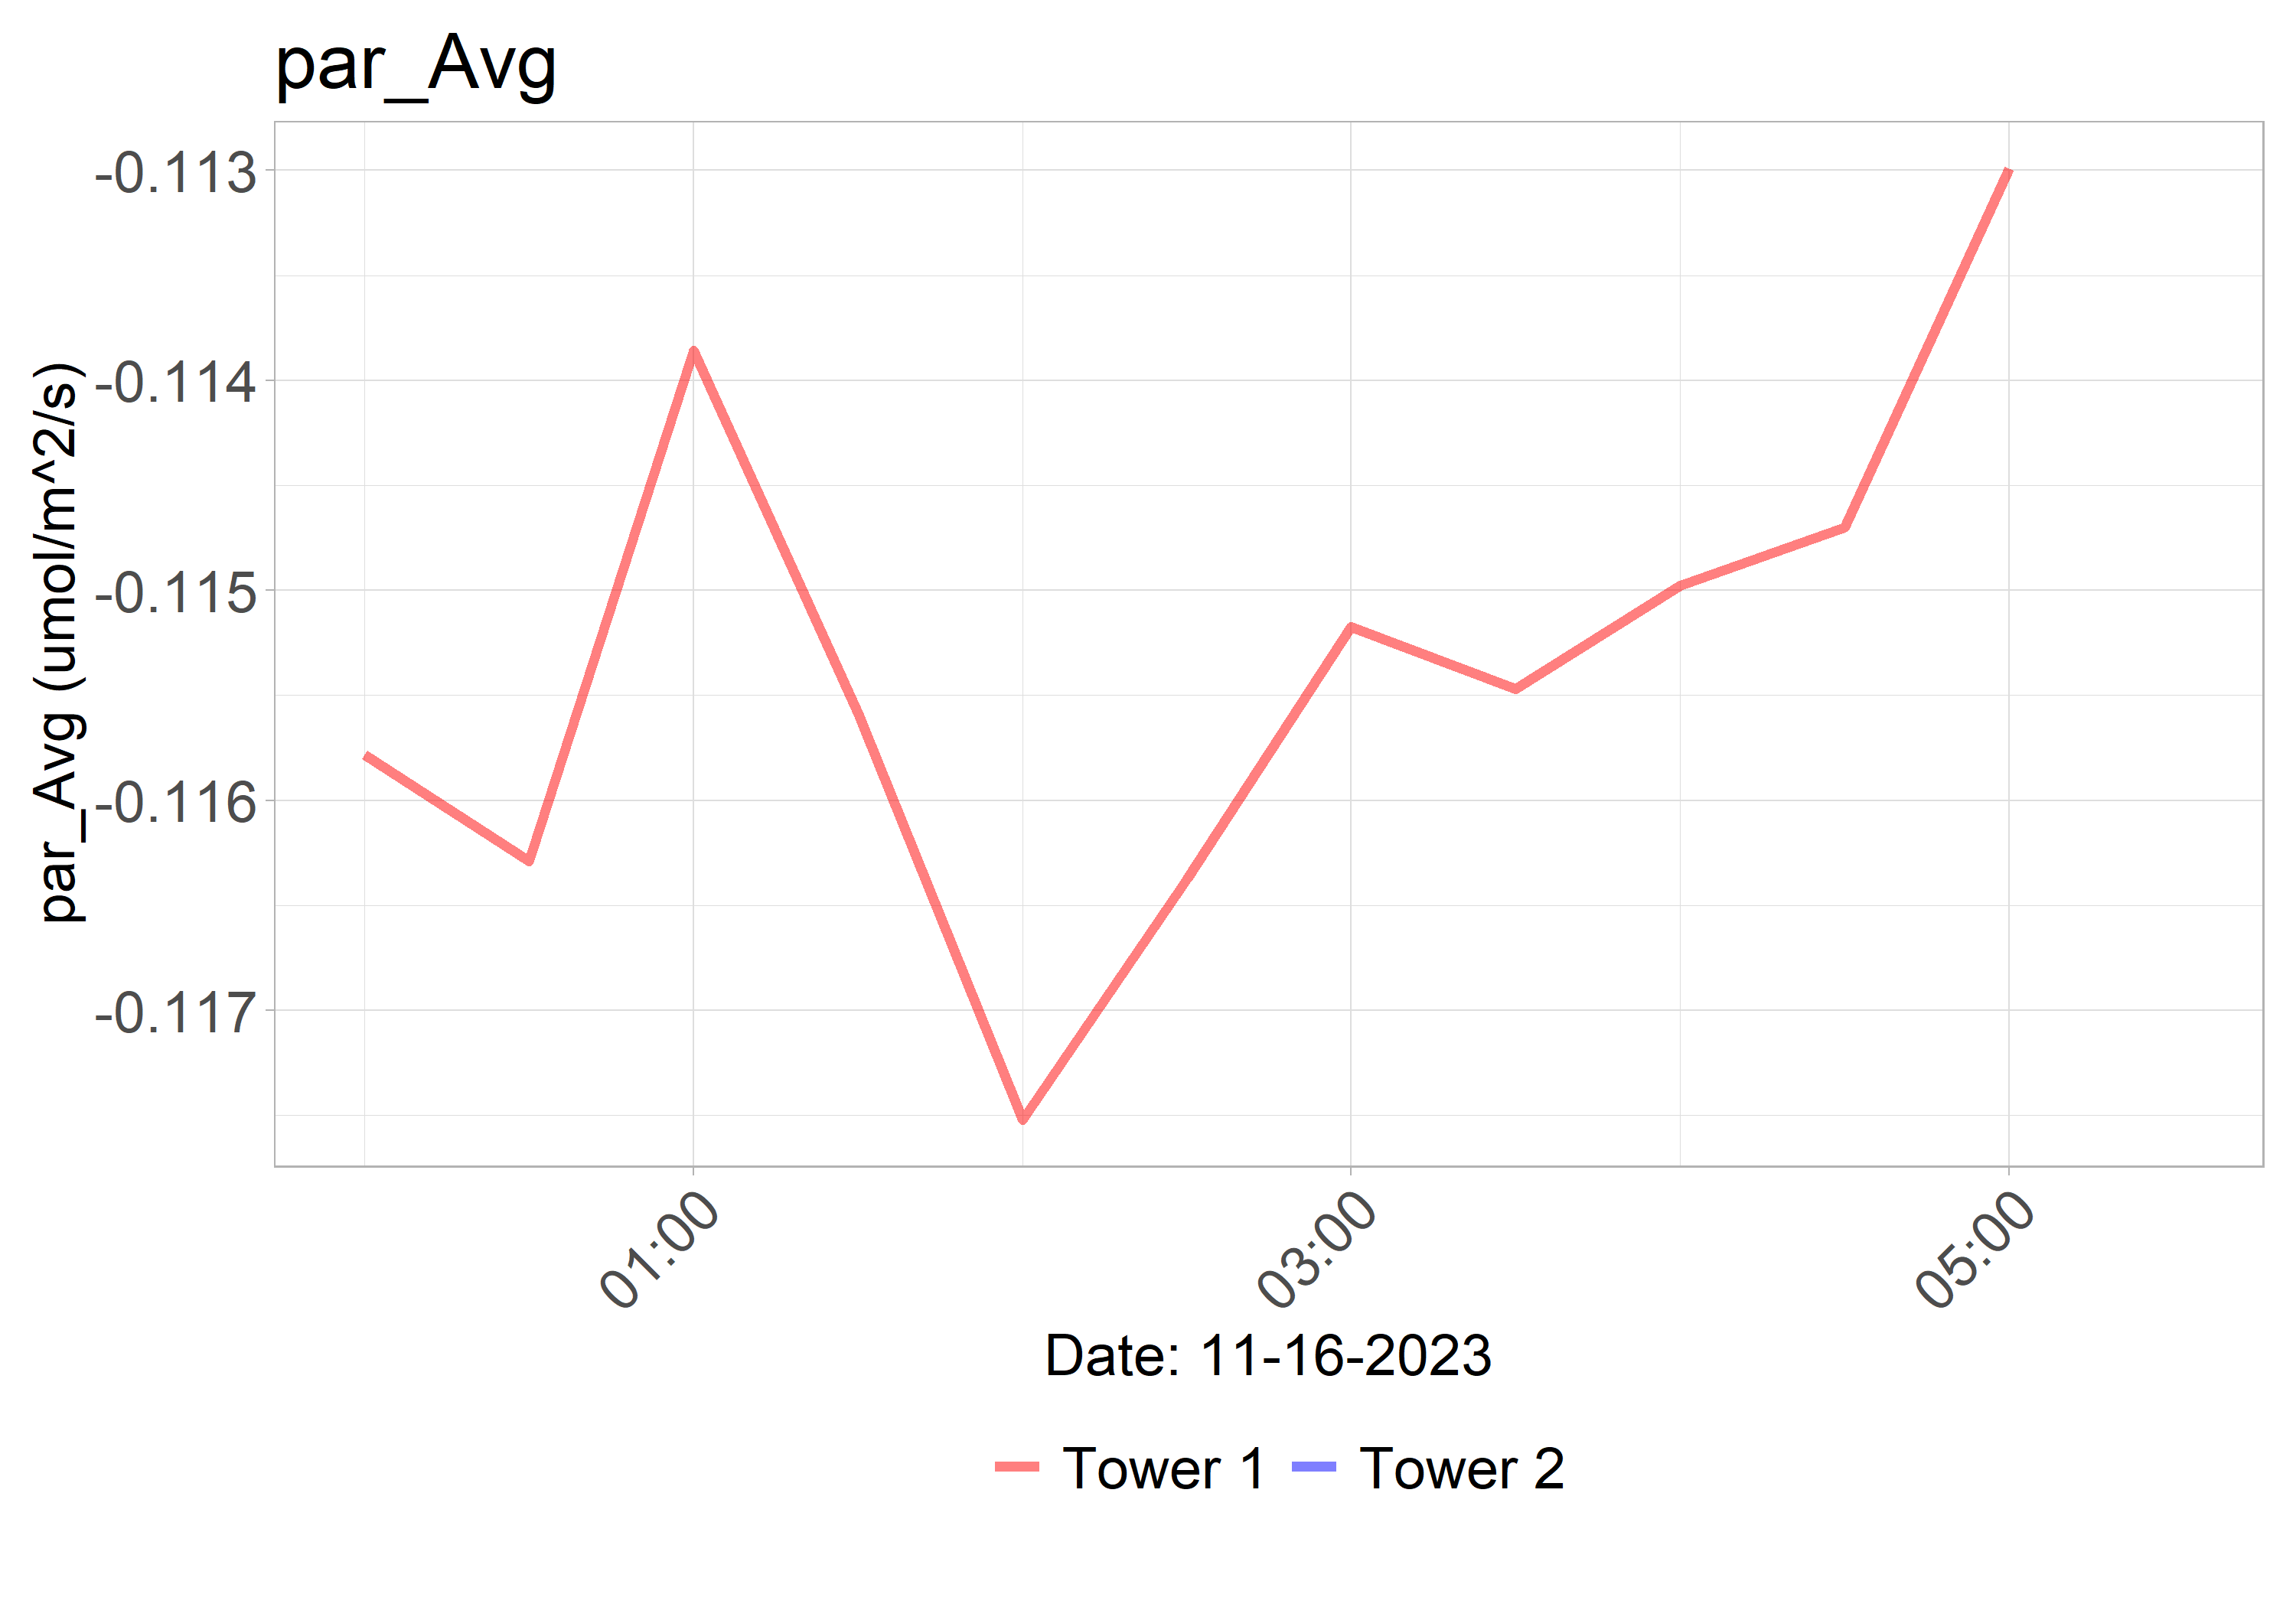 par_Avg
par_Avg (umol/m^2/s)
-0.113
-0.114
-0.115
-0.116
-0.117
01:00
03:00
05:00
Date: 11-16-2023
Tower 1
Tower 2